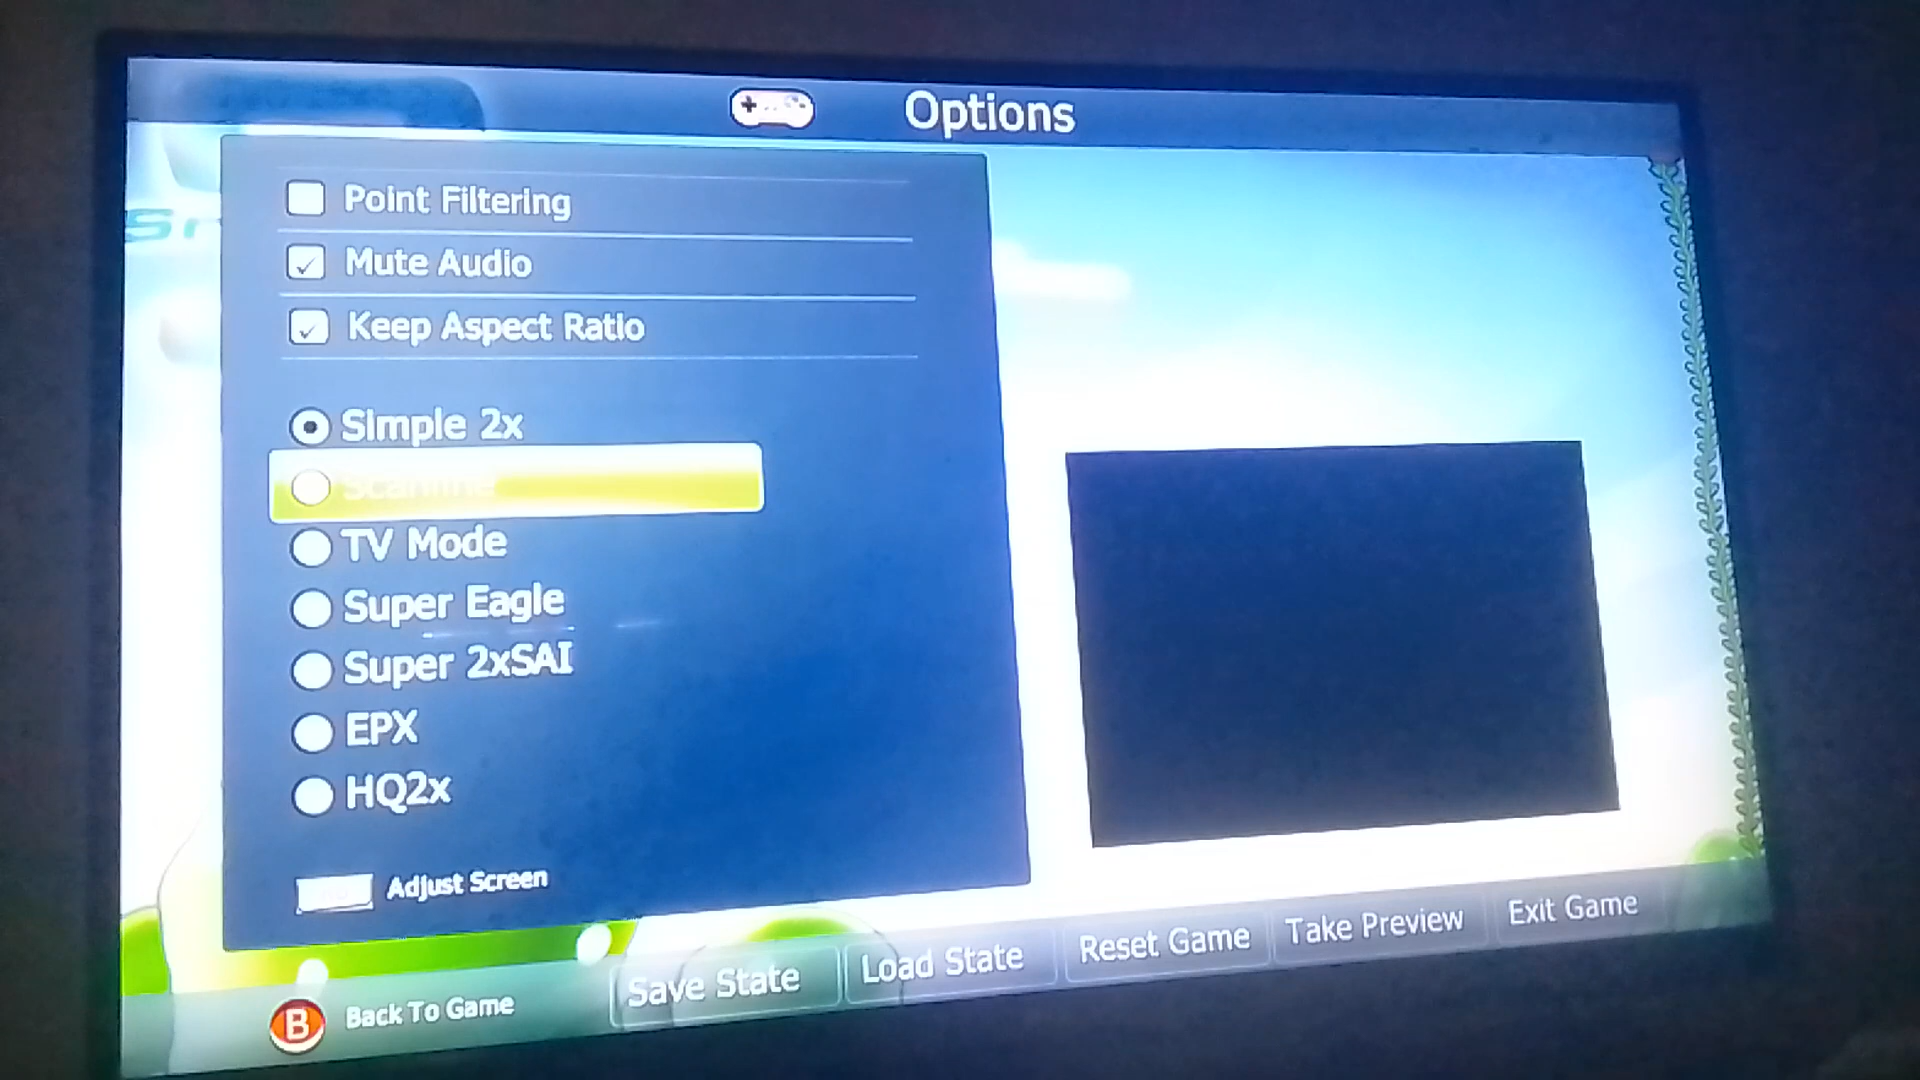 Options
Point Filtering
Mute Audio
Keep Aspect Ratio
Simple 2x
Scanline
TV Mode
Super Eagle
Super 2xSAI
EPX
HQ2x
Adjust Screen
B Back To Game
Save State
Load State
Reset Game
Take Preview
Exit Game